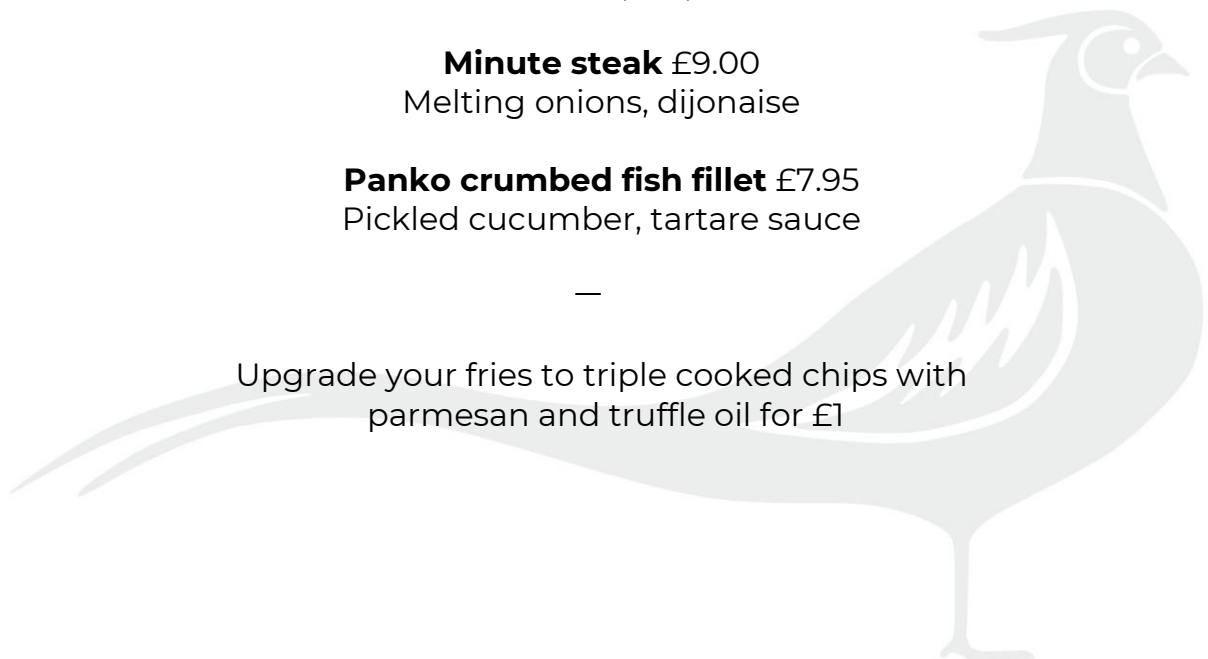 Minute steak £9.00
Melting onions, dijonaise
Panko crumbed fish fillet £7.95
Pickled cucumber, tartare sauce
—
Upgrade your fries to triple cooked chips with
parmesan and truffle oil for £1